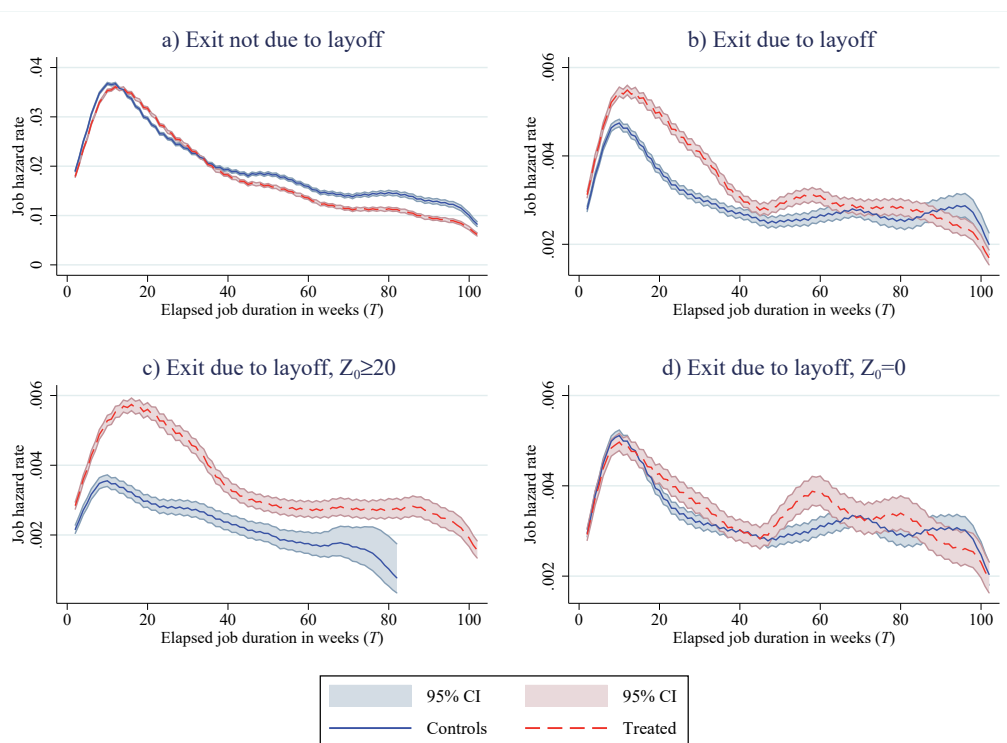 a) Exit not due to layoff
Job hazard rate
.04
.03
.02
.01
0
0 20 40 60 80 100
Elapsed job duration in weeks (T)
b) Exit due to layoff
Job hazard rate
.006
.004
.002
0 20 40 60 80 100
Elapsed job duration in weeks (T)
c) Exit due to layoff, Z₀≥20
Job hazard rate
.006
.004
.002
0 20 40 60 80 100
Elapsed job duration in weeks (T)
d) Exit due to layoff, Z₀=0
Job hazard rate
.006
.004
.002
0 20 40 60 80 100
Elapsed job duration in weeks (T)
95% CI 95% CI
Controls Treated